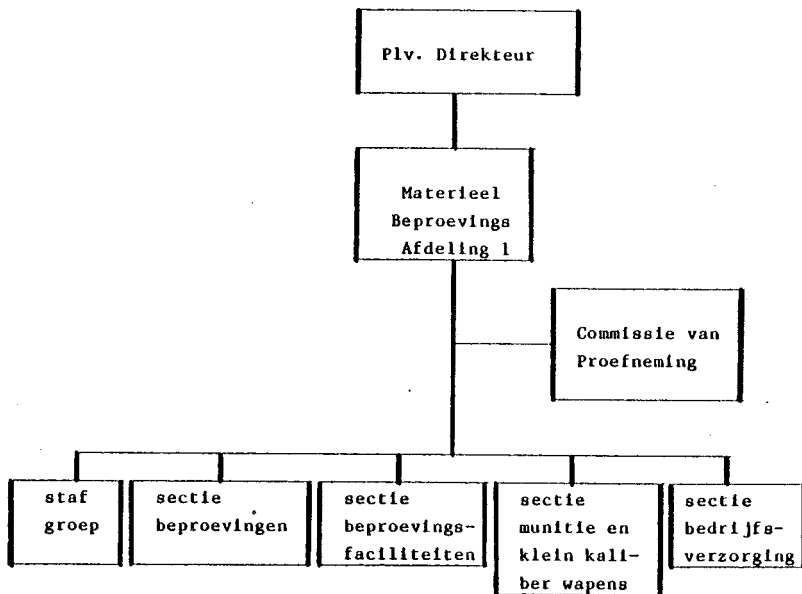 Plv. Direkteur
Materieel
Beproevings
Afdeling 1
Commissie van
Proefneming
staf
groep
sectie
beproevingen
sectie
beproevings-
faciliteiten
sectie
munitie en
klein kali-
ber wapens
sectie
bedrijfs-
verzorging